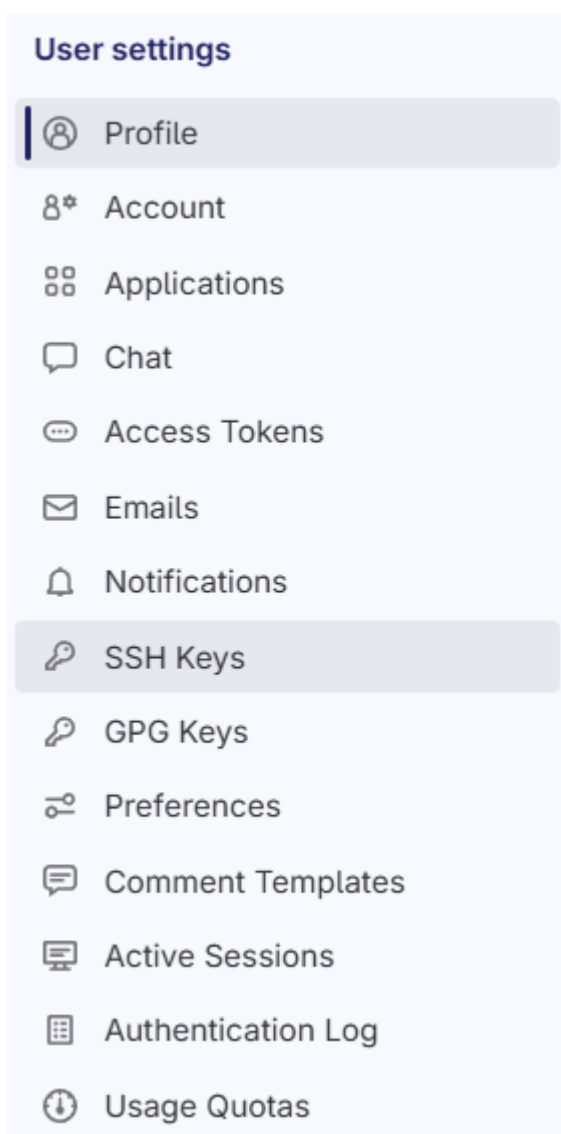 User settings
Profile
Account
Applications
Chat
Access Tokens
Emails
Notifications
SSH Keys
GPG Keys
Preferences
Comment Templates
Active Sessions
Authentication Log
Usage Quotas